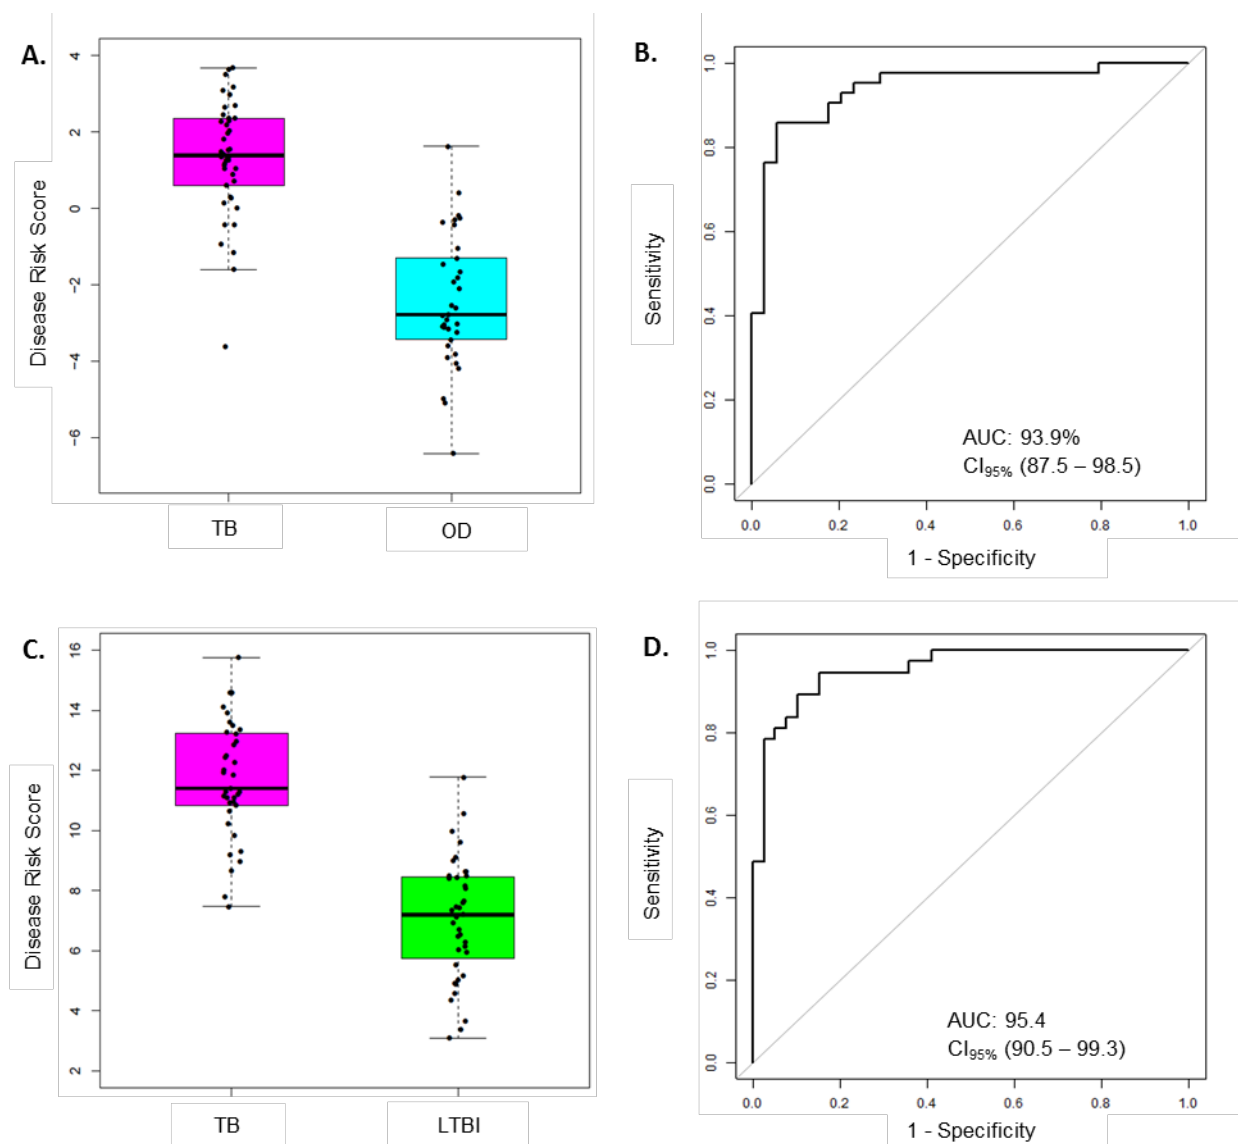 A.
Disease Risk Score
4
2
0
−2
−4
−6
TB
OD
B.
Sensitivity
1.0
0.8
0.6
0.4
0.2
0.0
AUC: 93.9%
CI95% (87.5 – 98.5)
0.0 0.2 0.4 0.6 0.8 1.0
1 - Specificity
C.
Disease Risk Score
16
14
12
10
8
6
4
2
TB
LTBI
D.
Sensitivity
1.0
0.8
0.6
0.4
0.2
0.0
AUC: 95.4
CI95% (90.5 – 99.3)
0.0 0.2 0.4 0.6 0.8 1.0
1 - Specificity